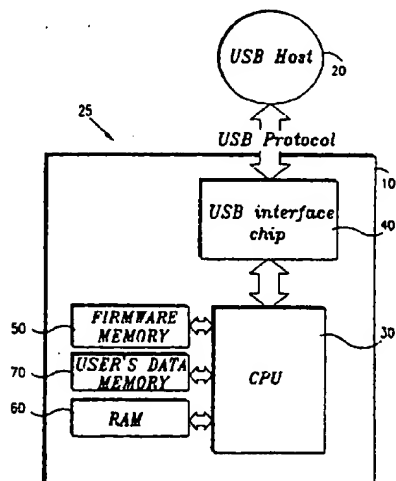 USB Host
20
25
USB Protocol
10
USB interface
chip
40
50
FIRMWARE
MEMORY
30
70
USER'S DATA
MEMORY
CPU
60
RAM